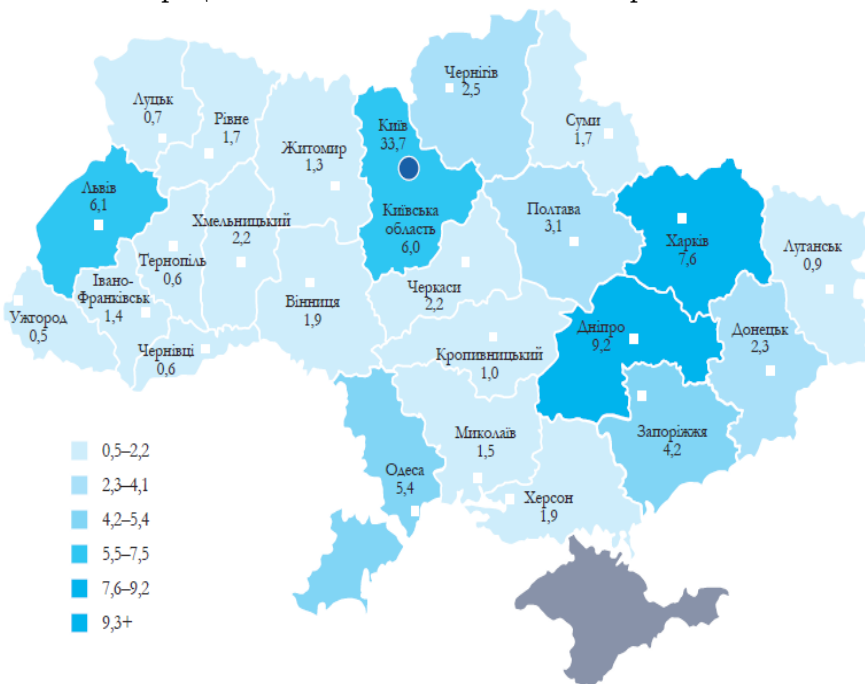 Чернігів
2,5
Луцьк
0,7
Рівне
1,7
Київ
33,7
Суми
1,7
Житомир
1,3
Львів
6,1
Київська
область
6,0
Полтава
3,1
Хмельницький
2,2
Харків
7,6
Луганськ
0,9
Тернопіль
0,6
Івано-
Франківськ
1,4
Черкаси
2,2
Вінниця
1,9
Ужгород
0,5
Дніпро
9,2
Донецьк
2,3
Чернівці
0,6
Кропивницький
1,0
Миколаїв
1,5
Запоріжжя
4,2
Одеса
5,4
Херсон
1,9
0,5–2,2
2,3–4,1
4,2–5,4
5,5–7,5
7,6–9,2
9,3+